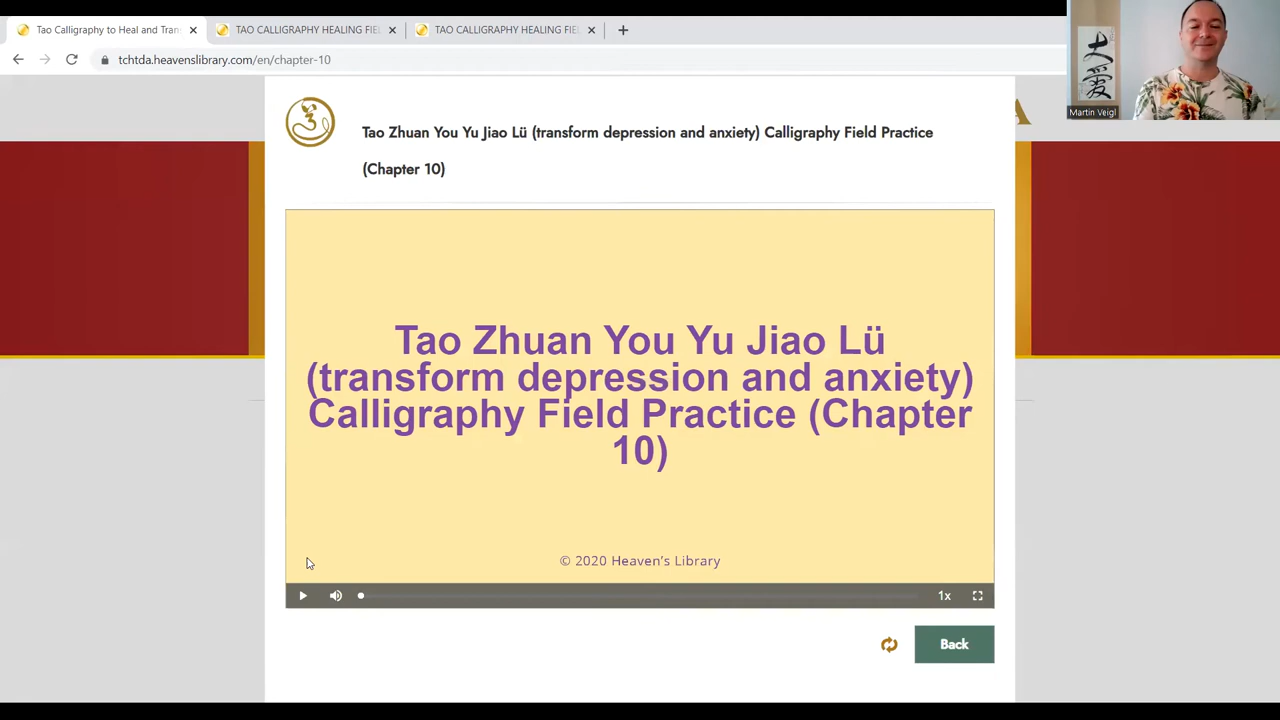 Tao Calligraphy to Heal and Tran
TAO CALLIGRAPHY HEALING FIE
TAO CALLIGRAPHY HEALING FIE
tchtda.heavenslibrary.com/en/chapter-10
大
愛
Martin Veigl
A
Tao Zhuan You Yu Jiao Lü (transform depression and anxiety) Calligraphy Field Practice
(Chapter 10)
Tao Zhuan You Yu Jiao Lü
(transform depression and anxiety)
Calligraphy Field Practice (Chapter
10)
© 2020 Heaven's Library
1x
Back